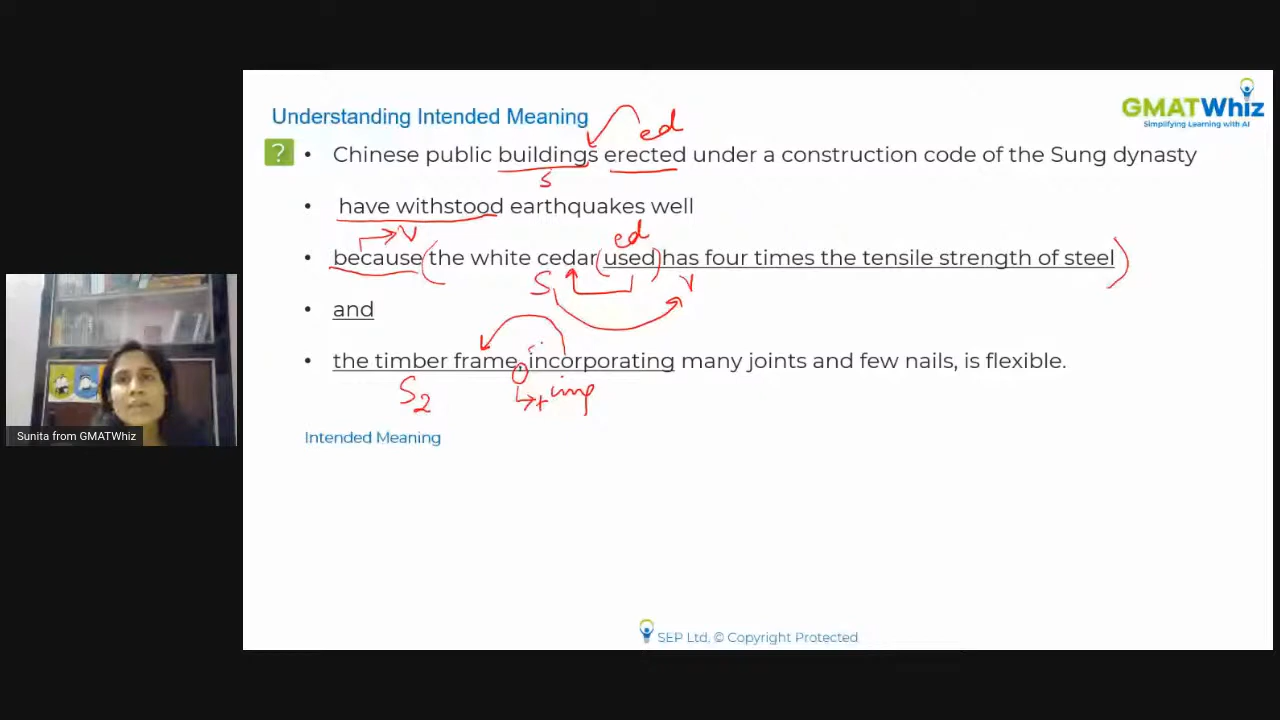 GMATWhiz
Simplifying Learning with AI
Understanding Intended Meaning
ed
? • Chinese public buildings erected under a construction code of the Sung dynasty
S
• have withstood earthquakes well
V
ed
• because (the white cedar (used) has four times the tensile strength of steel)
S
V
• and
• the timber frame, incorporating many joints and few nails, is flexible.
S2
+ ing
Intended Meaning
Sunita from GMATWhiz
SEP Ltd. © Copyright Protected